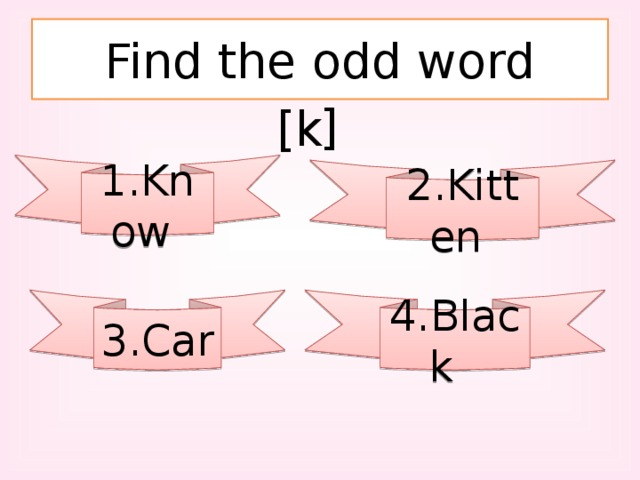 Find the odd word
[k]
1.Kn
ow
2.Kitt
en
3.Car
4.Blac
k